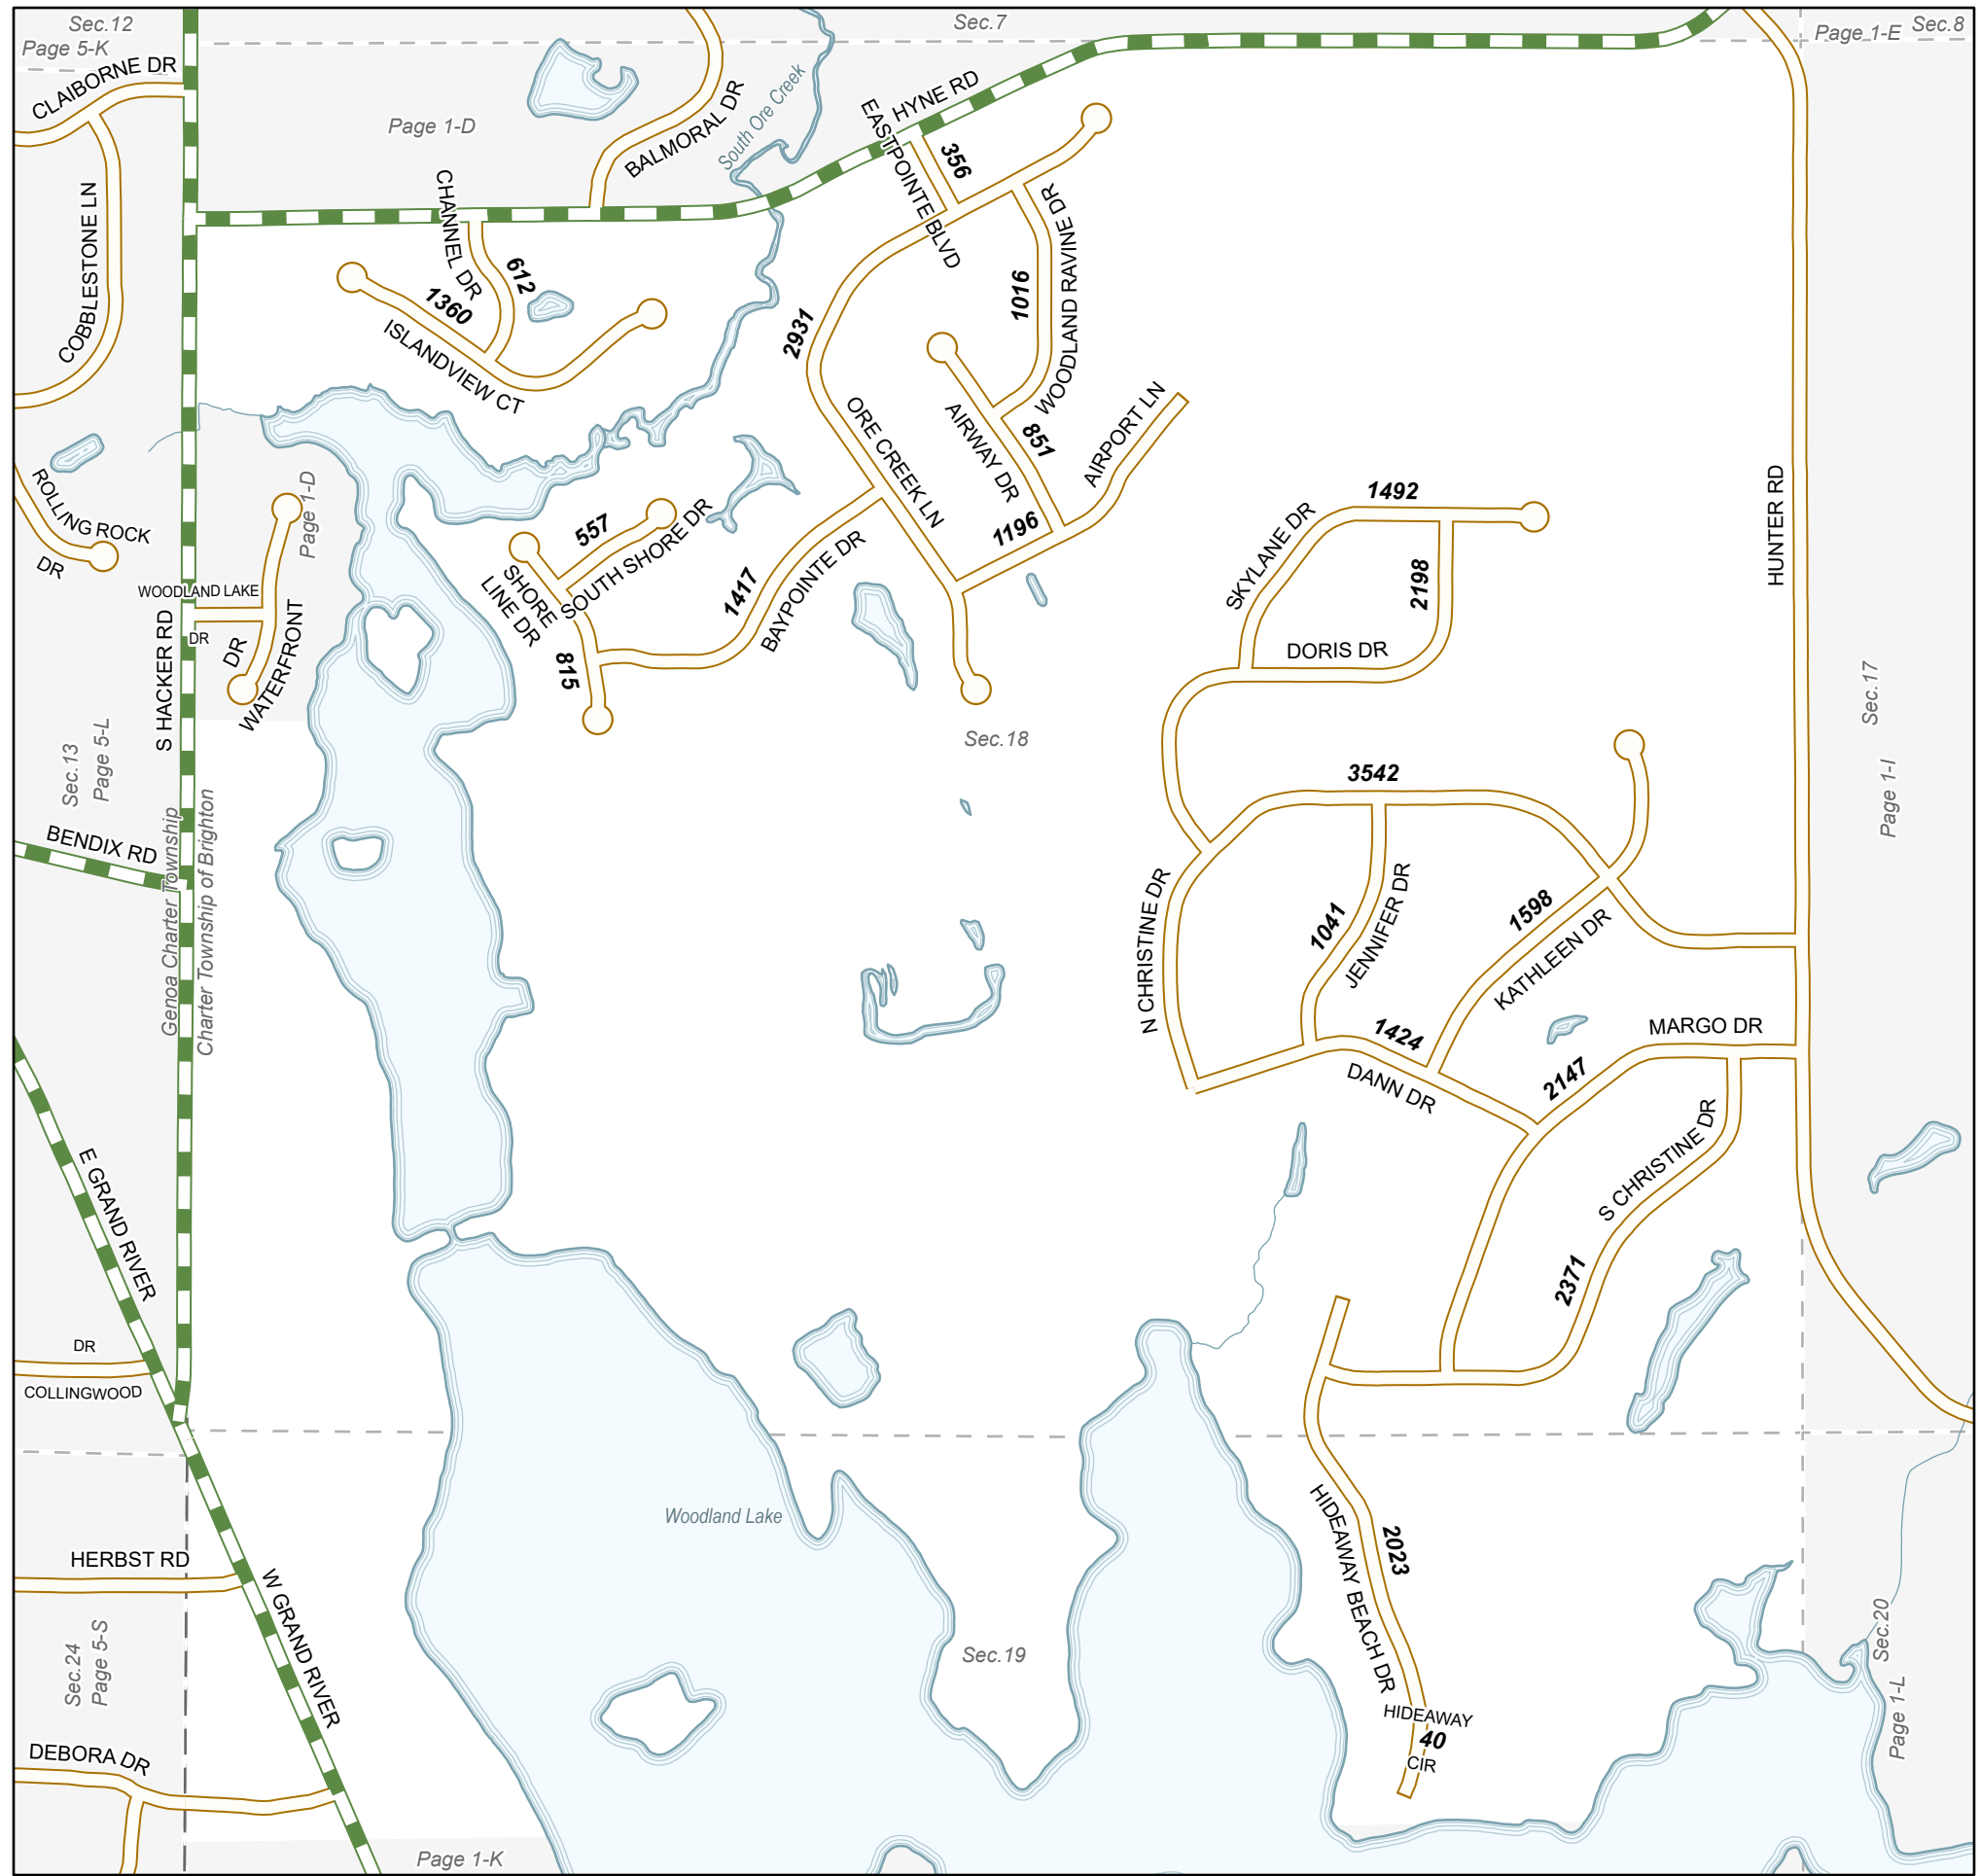 Sec.12
Page 5-K
Sec.7
Page 1-E
Sec.8
CLAIBORNE DR
Page 1-D
BALMORAL DR
South Ore Creek
HYNE RD
EASTPOINTE BLVD
356
COBBLESTONE LN
CHANNEL DR
612
1360
ISLANDVIEW CT
2931
1016
WOODLAND RAVINE DR
ORE CREEK LN
AIRWAY DR
851
AIRPORT LN
1196
ROLLING ROCK
DR
Page 1-D
WOODLAND LAKE
DR
DR
WATERFRONT
S HACKER RD
557
SOUTH SHORE DR
SHORE
LINE DR
815
1417
BAYPOINTE DR
SKYLANE DR
1492
2198
DORIS DR
HUNTER RD
Sec.17
Page 1-I
Sec.18
Sec.13
Page 5-L
BENDIX RD
Genoa Charter Township
Charter Township of Brighton
3542
N CHRISTINE DR
1041
JENNIFER DR
1598
KATHLEEN DR
1424
DANN DR
MARGO DR
2147
S CHRISTINE DR
2371
E GRAND RIVER
DR
COLLINGWOOD
HERBST RD
W GRAND RIVER
Woodland Lake
HIDEAWAY BEACH DR
2023
Sec.19
Sec.20
Page 1-L
Sec.24
Page 5-S
HIDEAWAY
40
CIR
DEBORA DR
Page 1-K